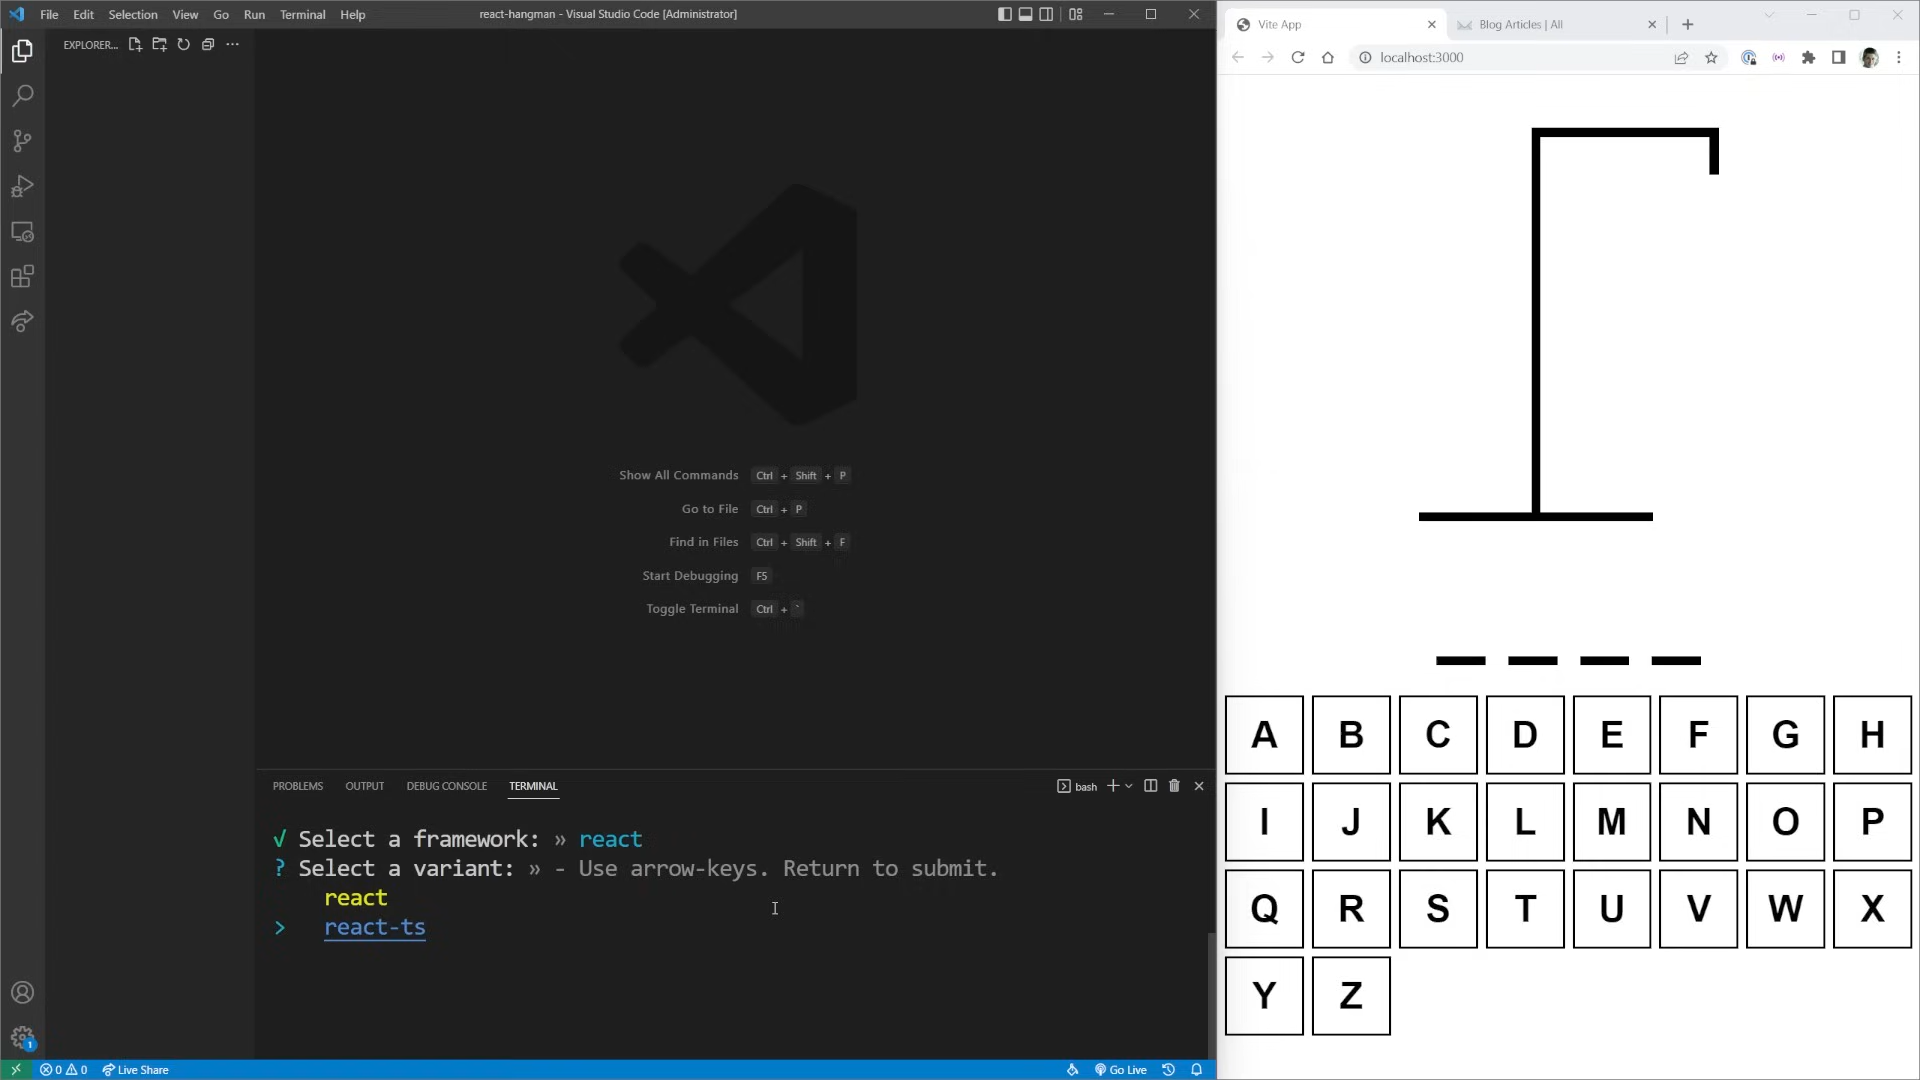 File Edit Selection View Go Run Terminal Help
react-hangman - Visual Studio Code [Administrator]
EXPLORER...
Show All Commands Ctrl + Shift + P
Go to File Ctrl + P
Find in Files Ctrl + Shift + F
Start Debugging F5
Toggle Terminal Ctrl + `
PROBLEMS OUTPUT DEBUG CONSOLE TERMINAL
bash
√ Select a framework: » react
? Select a variant: » - Use arrow-keys. Return to submit.
react
> react-ts
1
0 0 Live Share
Go Live
Vite App
Blog Articles | All
localhost:3000
A B C D E F G H
I J K L M N O P
Q R S T U V W X
Y Z